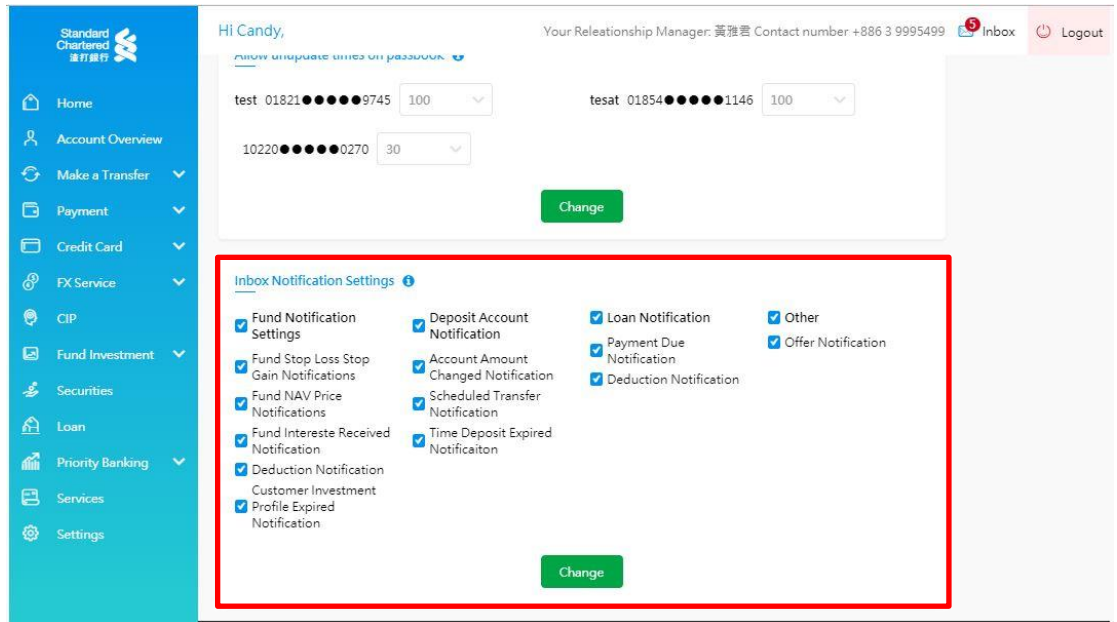 Standard
Chartered
渣打銀行
Hi Candy,
Your Releationship Manager: 黃雅君 Contact number +886 3 9995499
5
Inbox
Logout
Home
Account Overview
Make a Transfer
Payment
Credit Card
FX Service
CIP
Fund Investment
Securities
Loan
Priority Banking
Services
Settings
Allow unupdate times on passbook
test 01821●●●●●9745 100
tesat 01854●●●●●1146 100
10220●●●●●0270 30
Change
Inbox Notification Settings
Fund Notification
Settings
Fund Stop Loss Stop
Gain Notifications
Fund NAV Price
Notifications
Fund Intereste Received
Notification
Deduction Notification
Customer Investment
Profile Expired
Notification
Deposit Account
Notification
Account Amount
Changed Notification
Scheduled Transfer
Notification
Time Deposit Expired
Notificaiton
Loan Notification
Payment Due
Notification
Deduction Notification
Other
Offer Notification
Change